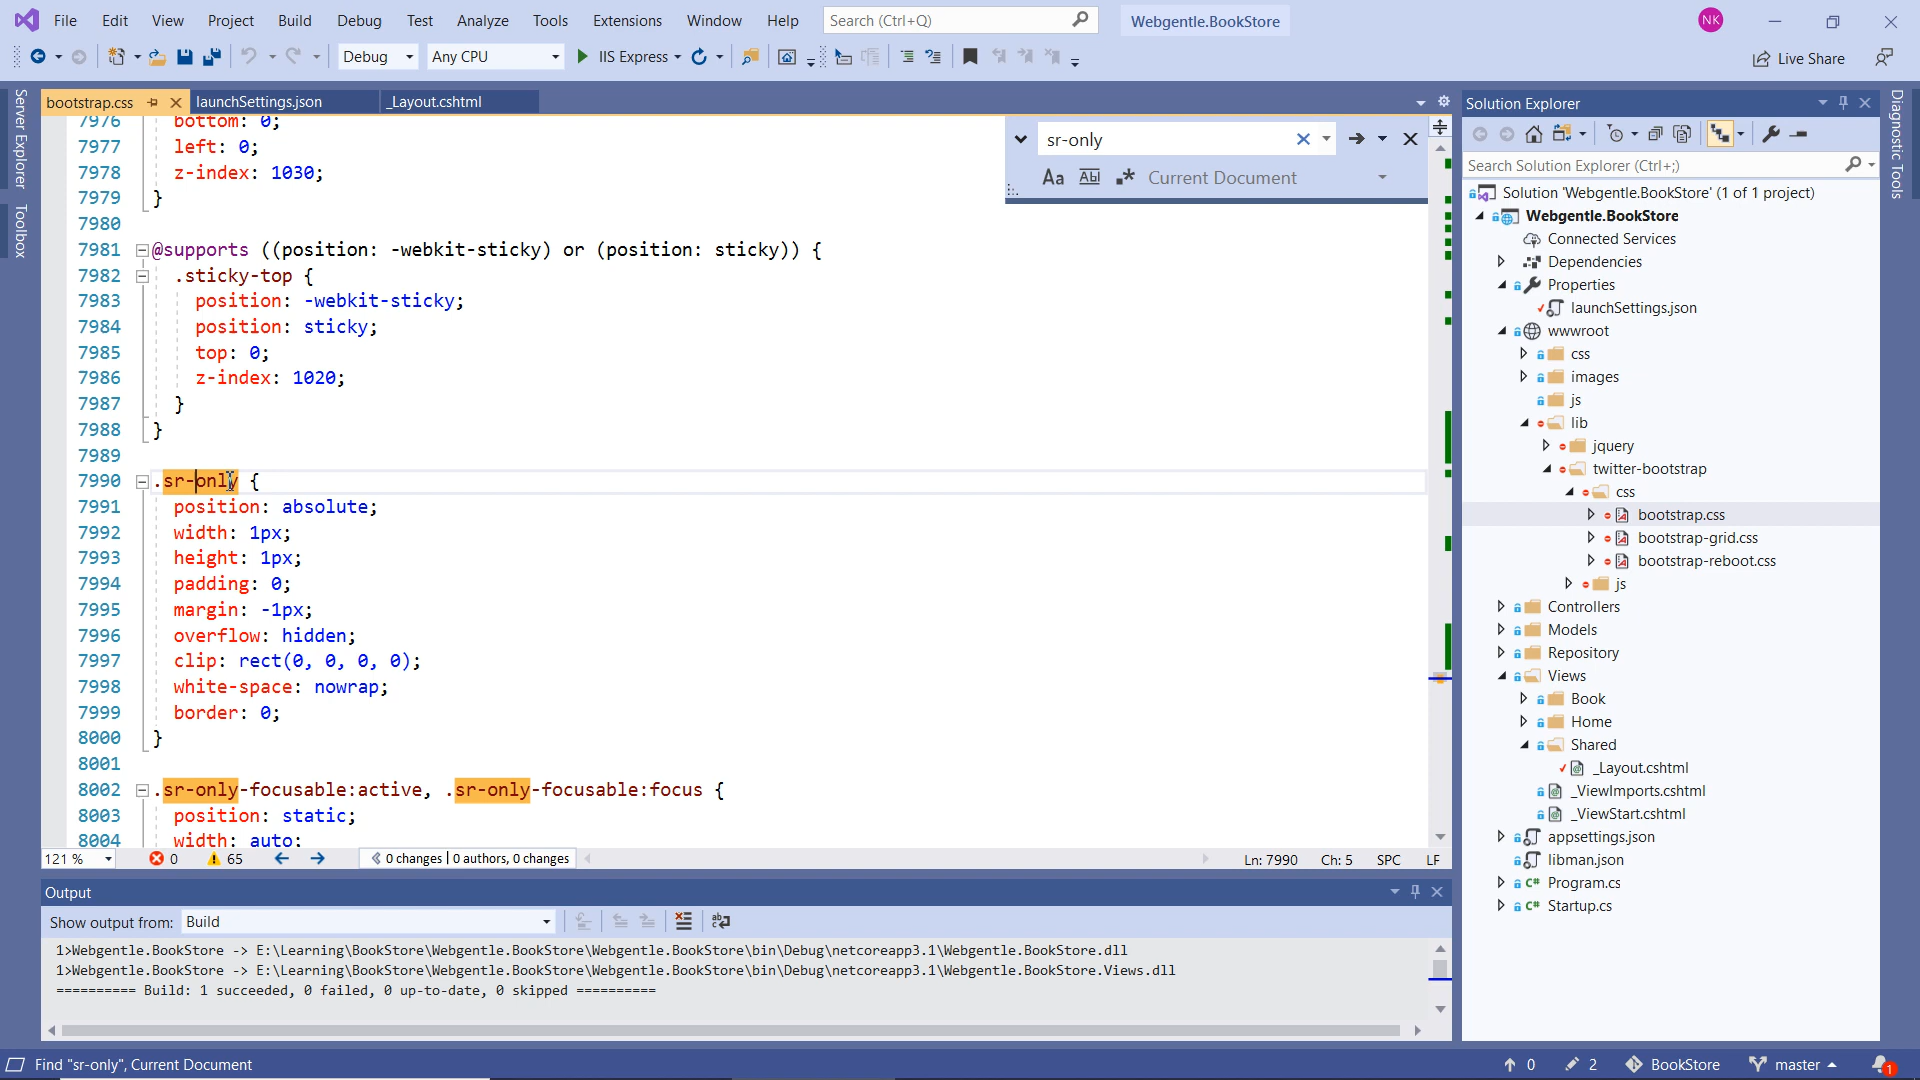 File Edit View Project Build Debug Test Analyze Tools Extensions Window Help Search (Ctrl+Q) Webgentle.BookStore NK
Debug Any CPU IIS Express Live Share
Server Explorer
Toolbox
bootstrap.css launchSettings.json _Layout.cshtml
sr-only
Aa Current Document
7976 bottom: 0;
7977 left: 0;
7978 z-index: 1030;
7979 }
7980
7981 @supports ((position: -webkit-sticky) or (position: sticky)) {
7982 .sticky-top {
7983 position: -webkit-sticky;
7984 position: sticky;
7985 top: 0;
7986 z-index: 1020;
7987 }
7988 }
7989
7990 .sr-only {
7991 position: absolute;
7992 width: 1px;
7993 height: 1px;
7994 padding: 0;
7995 margin: -1px;
7996 overflow: hidden;
7997 clip: rect(0, 0, 0, 0);
7998 white-space: nowrap;
7999 border: 0;
8000 }
8001
8002 .sr-only-focusable:active, .sr-only-focusable:focus {
8003 position: static;
8004 width: auto;
121 % 0 65 0 changes | 0 authors, 0 changes Ln: 7990 Ch: 5 SPC LF
Output
Show output from: Build
1>Webgentle.BookStore -> E:\Learning\BookStore\Webgentle.BookStore\Webgentle.BookStore\bin\Debug\netcoreapp3.1\Webgentle.BookStore.dll
1>Webgentle.BookStore -> E:\Learning\BookStore\Webgentle.BookStore\Webgentle.BookStore\bin\Debug\netcoreapp3.1\Webgentle.BookStore.Views.dll
========== Build: 1 succeeded, 0 failed, 0 up-to-date, 0 skipped ==========
Solution Explorer
Search Solution Explorer (Ctrl+;)
Solution 'Webgentle.BookStore' (1 of 1 project)
Webgentle.BookStore
Connected Services
Dependencies
Properties
launchSettings.json
wwwroot
css
images
js
lib
jquery
twitter-bootstrap
css
bootstrap.css
bootstrap-grid.css
bootstrap-reboot.css
js
Controllers
Models
Repository
Views
Book
Home
Shared
_Layout.cshtml
_ViewImports.cshtml
_ViewStart.cshtml
appsettings.json
libman.json
C# Program.cs
C# Startup.cs
Diagnostic Tools
Find "sr-only", Current Document 0 2 BookStore master 1